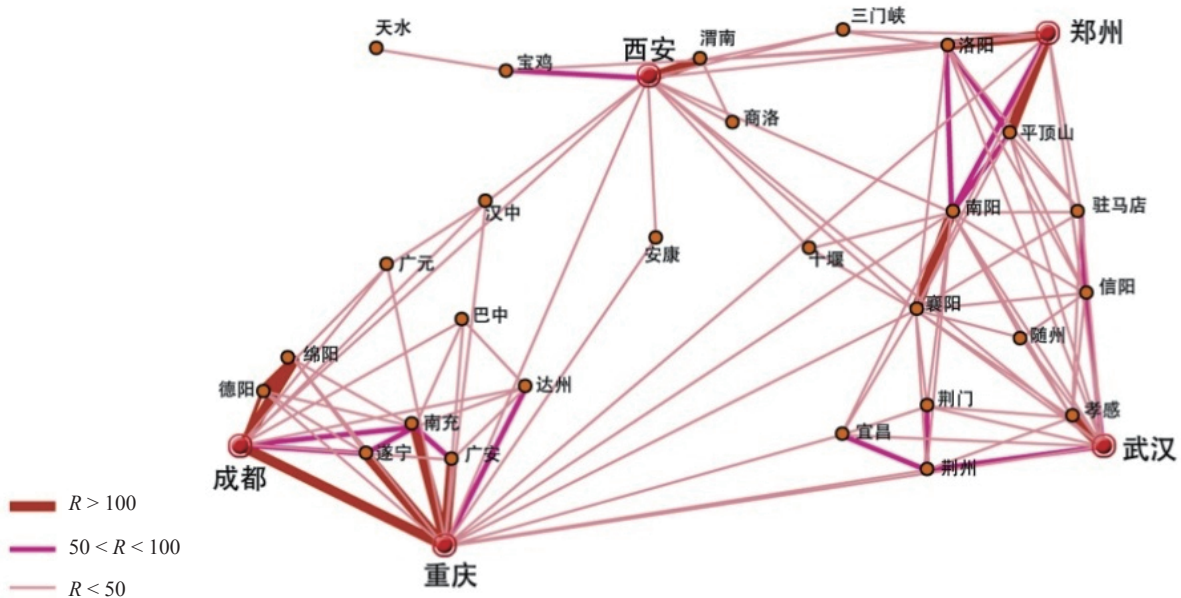 天水
宝鸡
西安
渭南
三门峡
洛阳
郑州
商洛
平顶山
汉中
南阳
驻马店
广元
安康
十堰
巴中
襄阳
信阳
随州
绵阳
德阳
达州
荆门
孝感
南充
宜昌
成都
遂宁
广安
荆州
武汉
重庆
R > 100
50 < R < 100
R < 50